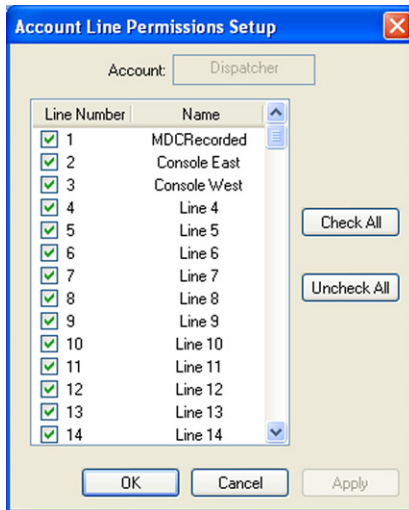 Account Line Permissions Setup
Account: Dispatcher
Line Number Name
1 MDCRecorded
2 Console East
3 Console West
4 Line 4
5 Line 5
6 Line 6
7 Line 7
8 Line 8
9 Line 9
10 Line 10
11 Line 11
12 Line 12
13 Line 13
14 Line 14
Check All
Uncheck All
OK Cancel Apply